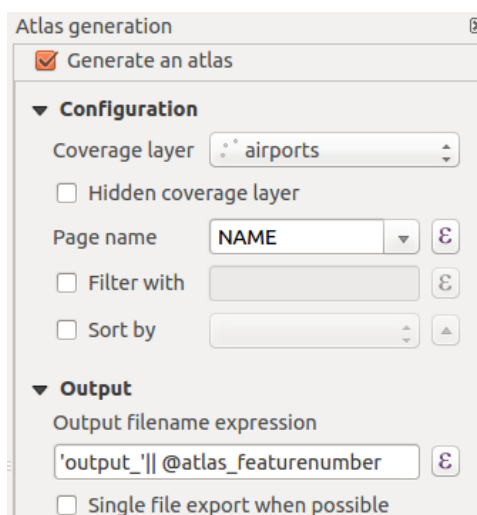 Atlas generation
Generate an atlas
Configuration
Coverage layer airports
Hidden coverage layer
Page name NAME ε
Filter with ε
Sort by
Output
Output filename expression
'output_'|| @atlas_featurenumber ε
Single file export when possible